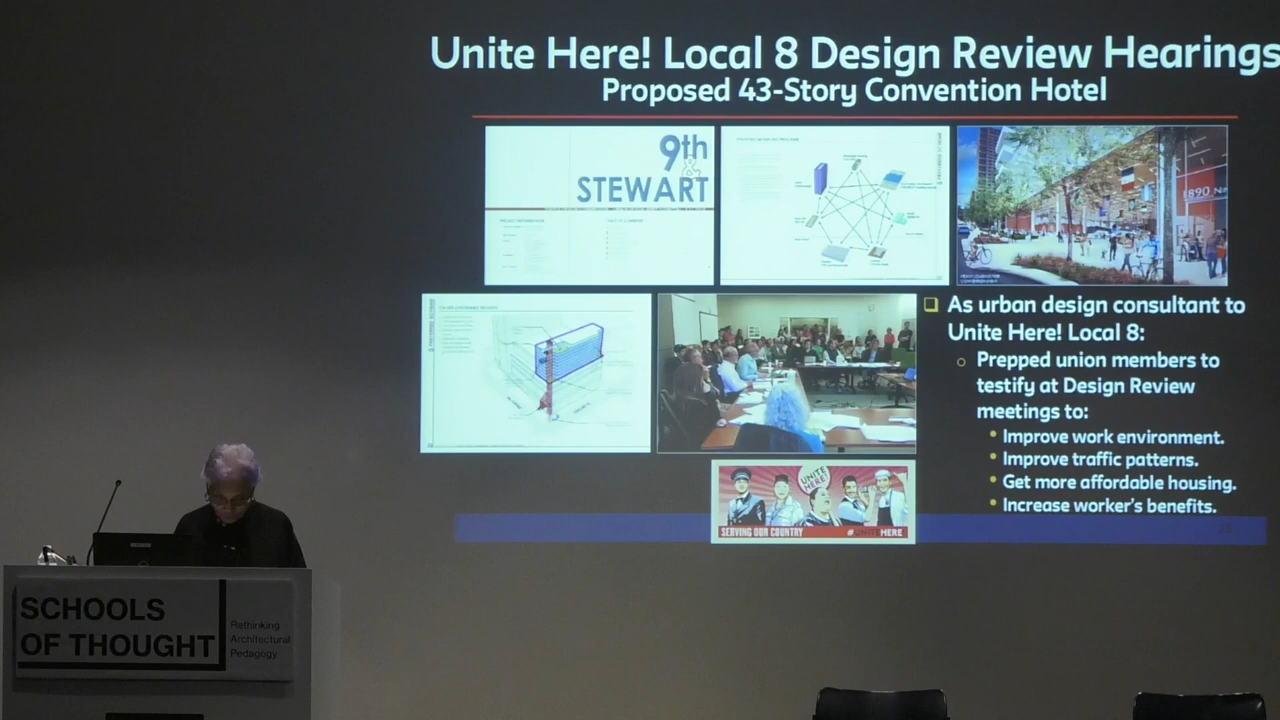 Unite Here! Local 8 Design Review Hearings
Proposed 43-Story Convention Hotel
9th
&
STEWART
1890
As urban design consultant to
Unite Here! Local 8:
Prepped union members to
testify at Design Review
meetings to:
Improve work environment.
Improve traffic patterns.
Get more affordable housing.
Increase worker's benefits.
UNITE
HERE!
SERVING OUR COUNTRY
#UNITEHERE
SCHOOLS
OF THOUGHT
Rethinking
Architectural
Pedagogy